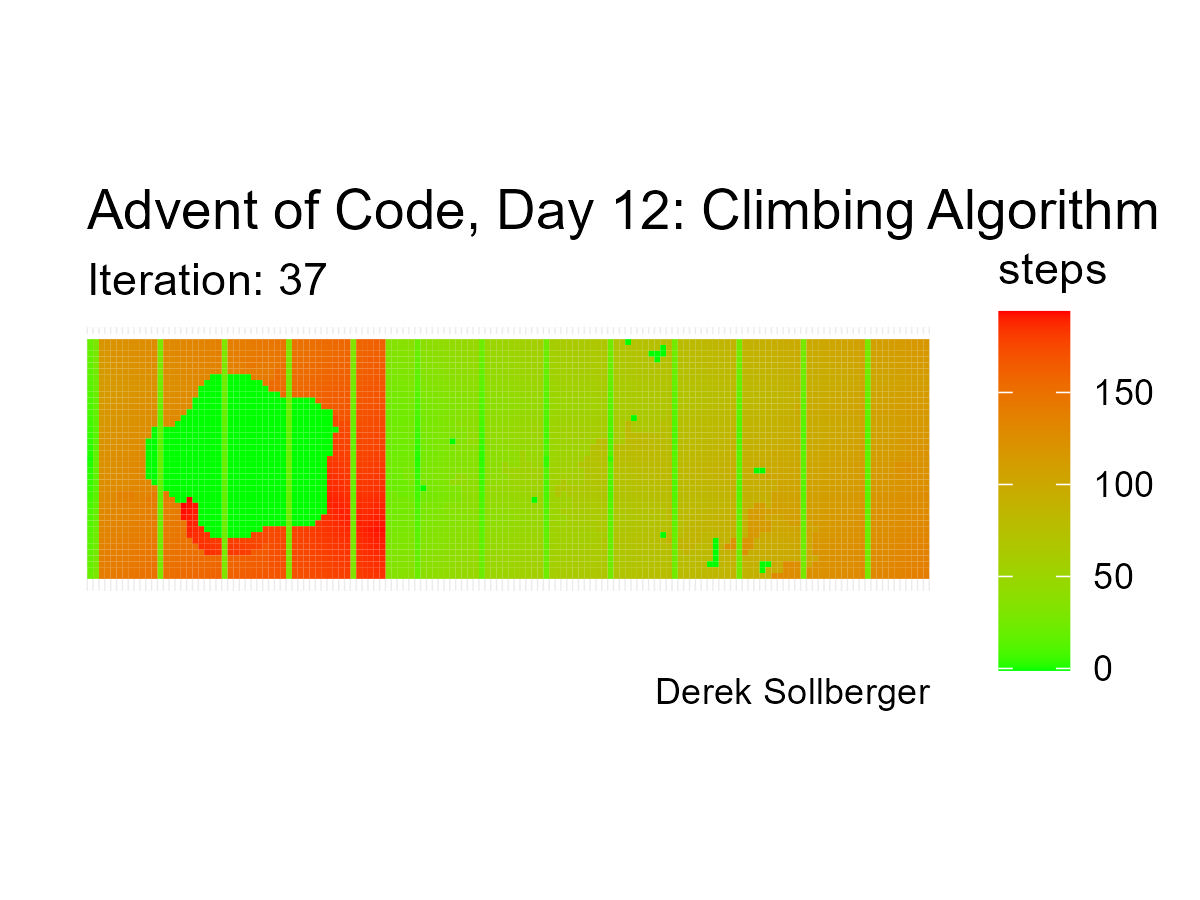 Advent of Code, Day 12: Climbing Algorithm
Iteration: 37
steps
150
100
50
0
Derek Sollberger